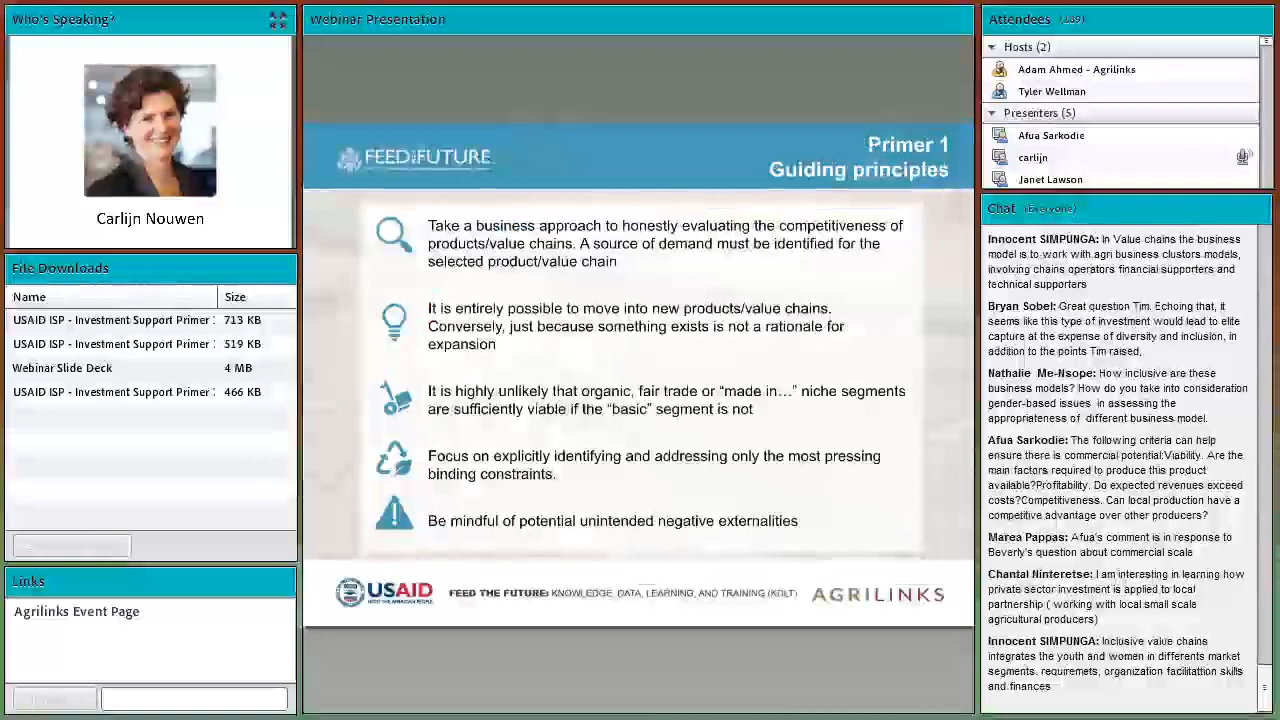 Who's Speaking?
Carlijn Nouwen
File Downloads
Name Size
USAID ISP - Investment Support Primer 713 KB
USAID ISP - Investment Support Primer 519 KB
Webinar Slide Deck 4 MB
USAID ISP - Investment Support Primer 466 KB
Links
Agrilinks Event Page
Webinar Presentation
FEED THE FUTURE
Primer 1
Guiding principles
Take a business approach to honestly evaluating the competitiveness of
products/value chains. A source of demand must be identified for the
selected product/value chain
It is entirely possible to move into new products/value chains.
Conversely, just because something exists is not a rationale for
expansion
It is highly unlikely that organic, fair trade or “made in…” niche segments
are sufficiently viable if the “basic” segment is not
Focus on explicitly identifying and addressing only the most pressing
binding constraints.
Be mindful of potential unintended negative externalities
USAID
FROM THE AMERICAN PEOPLE
FEED THE FUTURE: KNOWLEDGE, DATA, LEARNING, AND TRAINING (KDLT)
AGRILINKS
Attendees (189)
Hosts (2)
Adam Ahmed - Agrilinks
Tyler Wellman
Presenters (5)
Afua Sarkodie
carlijn
Janet Lawson
Chat (Everyone)
Innocent SIMPUNGA: In Value chains the business
model is to work with agri business clustors models,
involving chains operators financial supporters and
technical supporters
Bryan Sobel: Great question Tim. Echoing that, it
seems like this type of investment would lead to elite
capture at the expense of diversity and inclusion, in
addition to the points Tim raised,
Nathalie Me-Nsope: How inclusive are these
business models? How do you take into consideration
gender-based issues in assessing the
appropriateness of different business model.
Afua Sarkodie: The following criteria can help
ensure there is commercial potential:Viability. Are the
main factors required to produce this product
available?Profitability. Do expected revenues exceed
costs?Competitiveness. Can local production have a
competitive advantage over other producers?
Marea Pappas: Afua's comment is in response to
Beverly's question about commercial scale
Chantal Ninteretse: I am interesting in learning how
private sector investment is applied to local
partnership ( working with local small scale
agricultural producers)
Innocent SIMPUNGA: Inclusive value chains
integrates the youth and women in differents market
segments. requiremets, organization facilitattion skills
and.finances